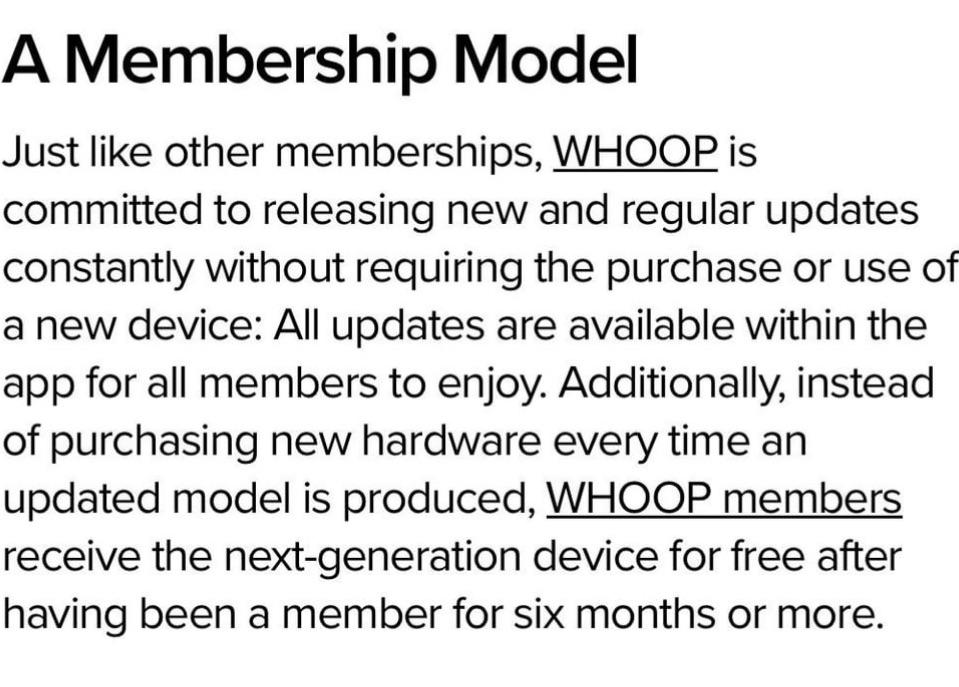 A Membership Model
Just like other memberships, WHOOP is
committed to releasing new and regular updates
constantly without requiring the purchase or use of
a new device: All updates are available within the
app for all members to enjoy. Additionally, instead
of purchasing new hardware every time an
updated model is produced, WHOOP members
receive the next-generation device for free after
having been a member for six months or more.